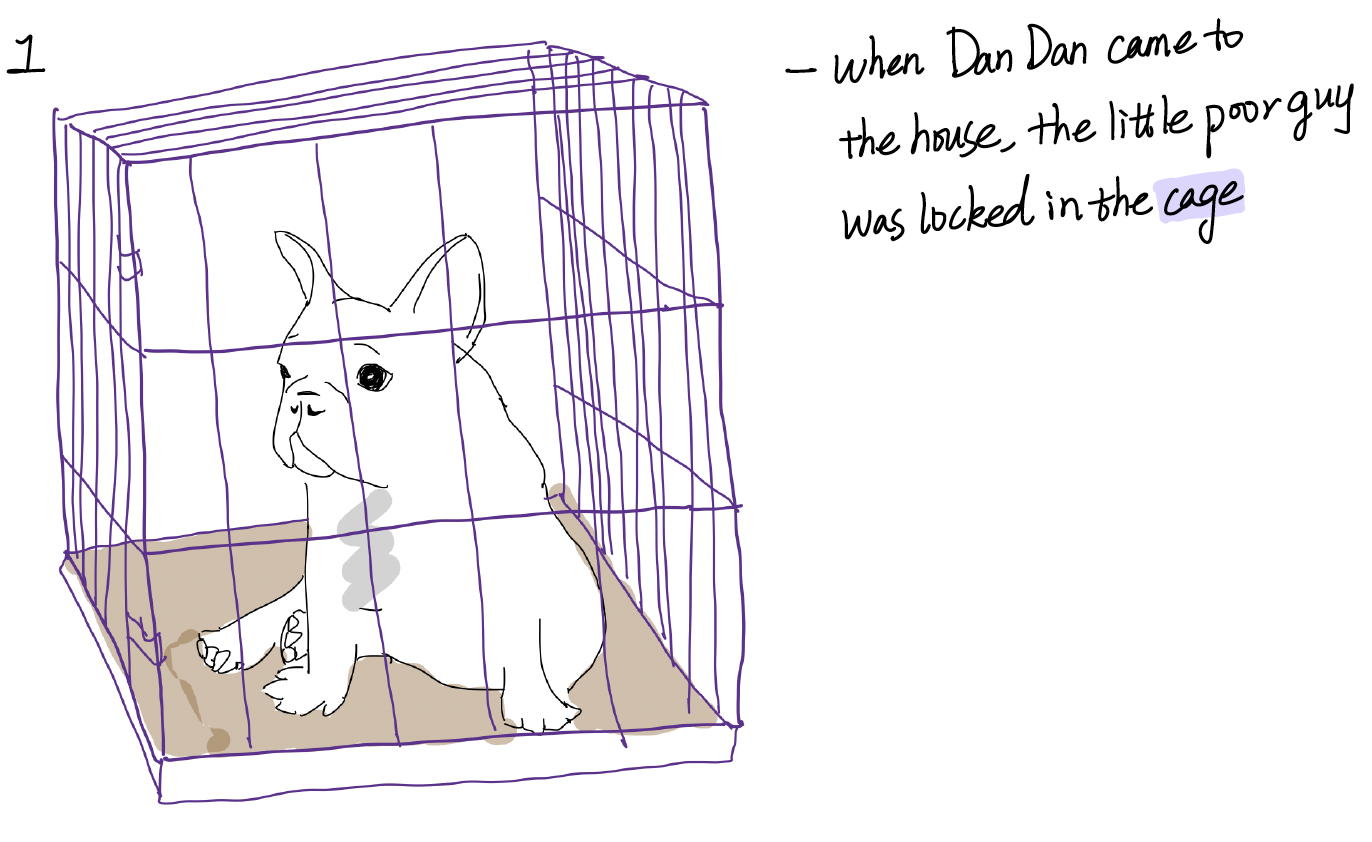 1
- when Dan Dan came to
the house, the little poor guy
was locked in the cage